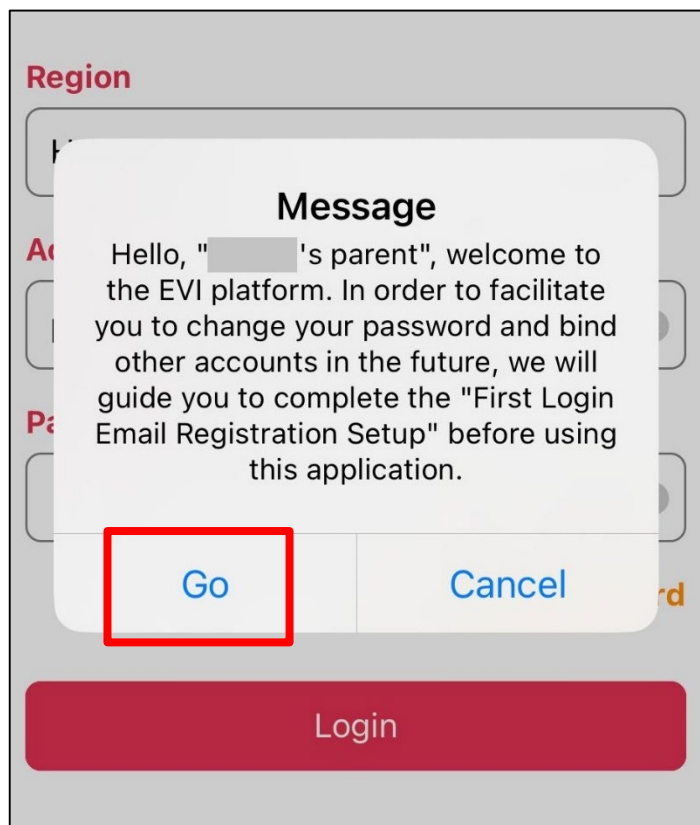 Region
Message
Hello, " 's parent", welcome to
the EVI platform. In order to facilitate
you to change your password and bind
other accounts in the future, we will
guide you to complete the "First Login
Email Registration Setup" before using
this application.
Go Cancel
Login